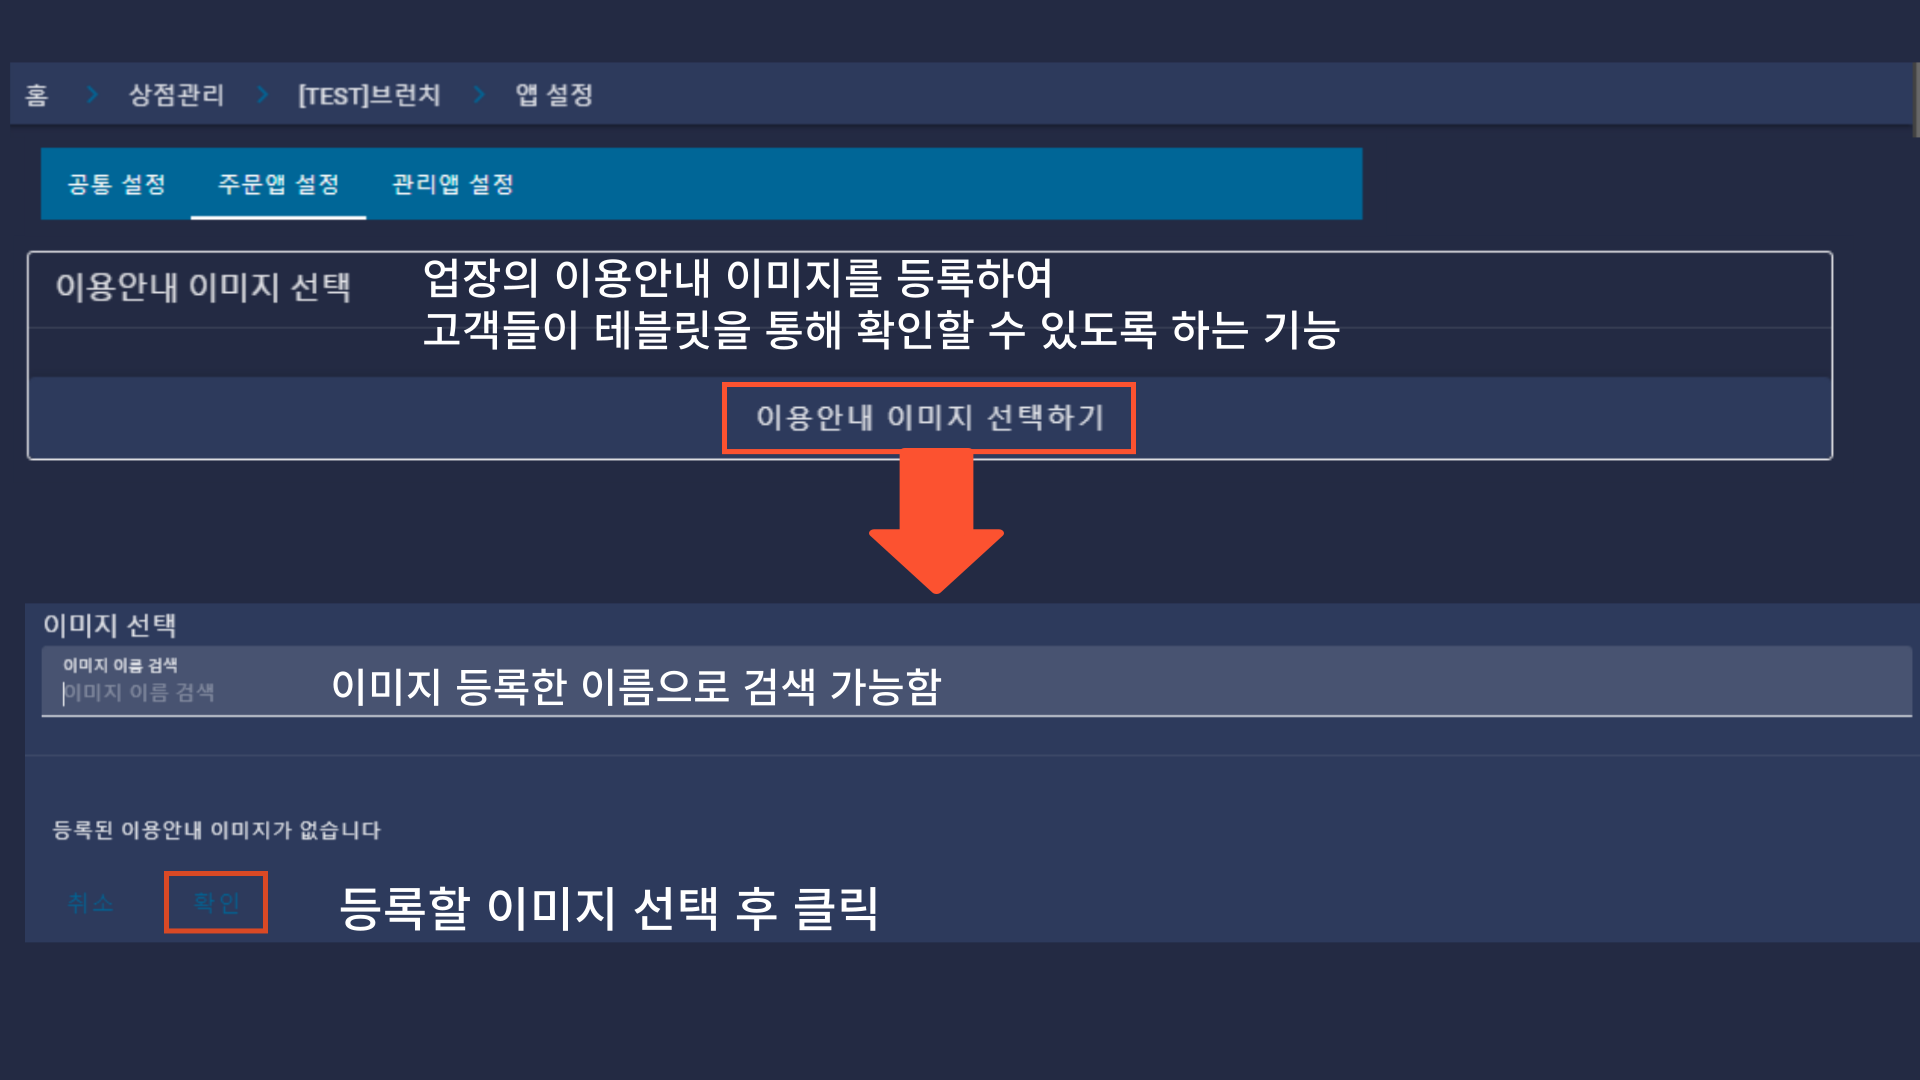 홈 > 상점관리 > [TEST]브런치 > 앱 설정
공통 설정 주문앱 설정 관리앱 설정
이용안내 이미지 선택
업장의 이용안내 이미지를 등록하여
고객들이 테블릿을 통해 확인할 수 있도록 하는 기능
이용안내 이미지 선택하기
이미지 선택
이미지 이름 검색
이미지 이름 검색
이미지 등록한 이름으로 검색 가능함
등록된 이용안내 이미지가 없습니다
취소 확인
등록할 이미지 선택 후 클릭